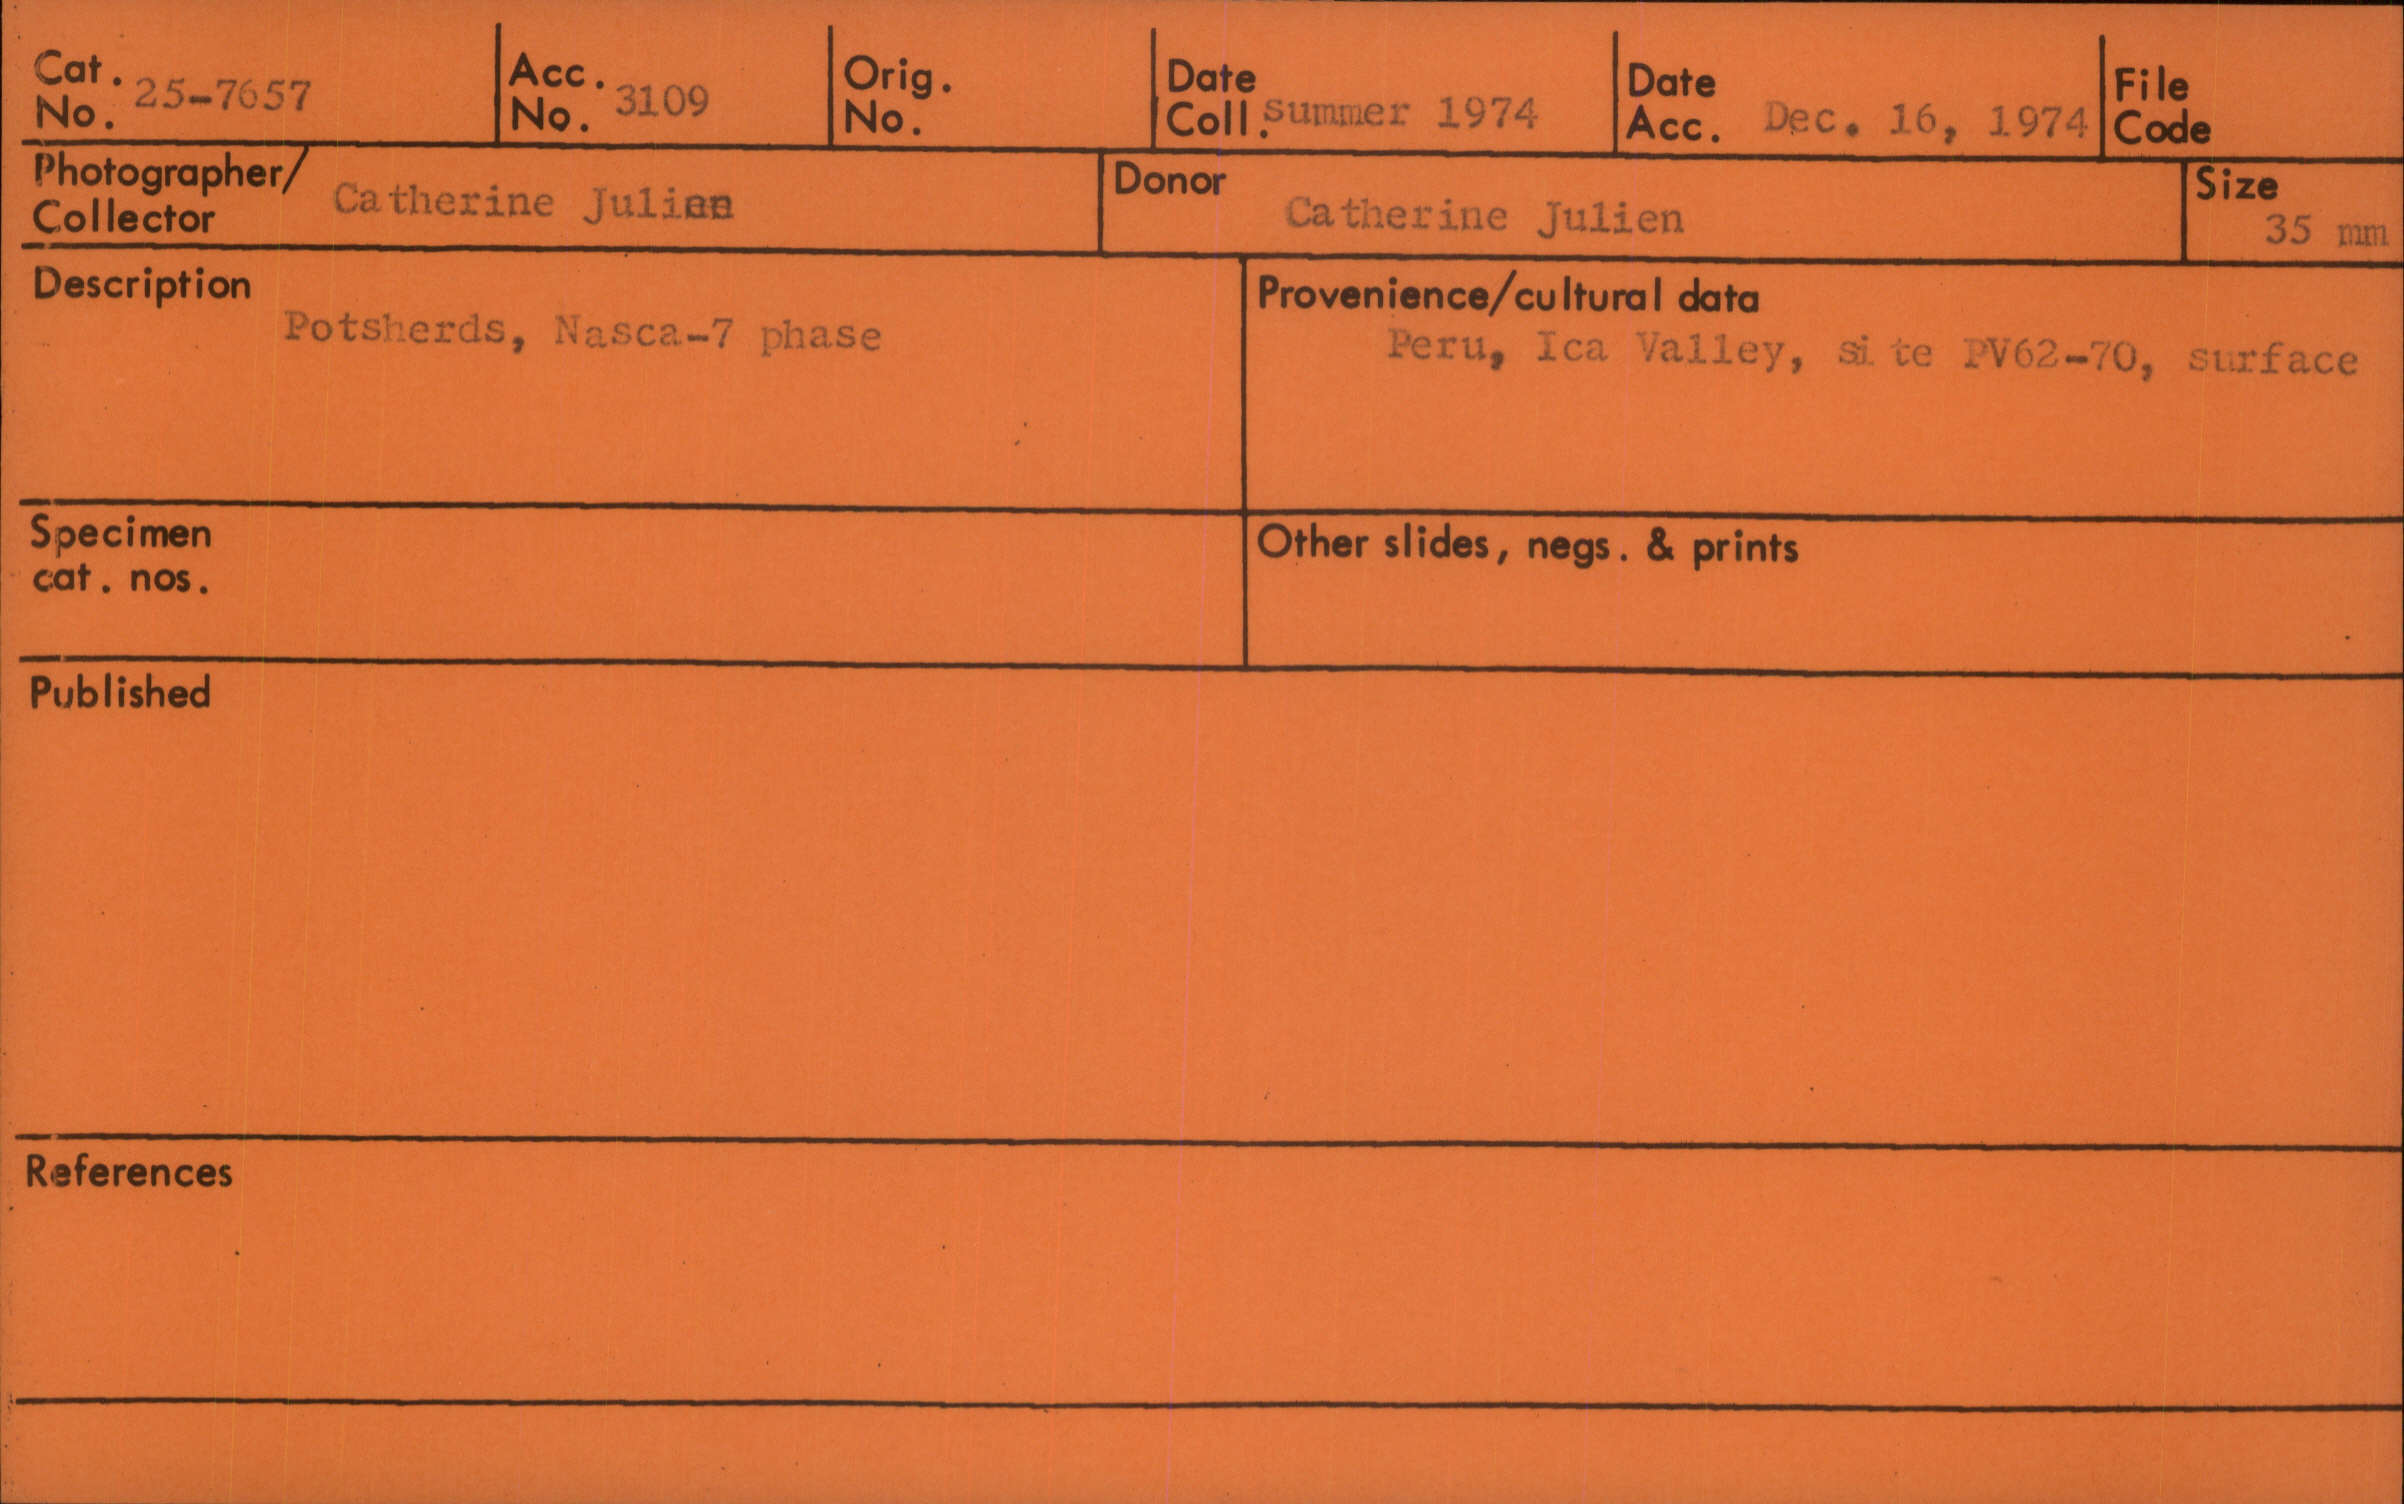 Cat. No. 25-7657 Acc. No. 3109 Orig. No. Date Coll. summer 1974 Date Acc. Dec. 16, 1974 File Code
Photographer/ Collector Catherine Julien Donor Catherine Julien Size 35 mm
Description Provenience/cultural data
Potsherds, Nasca-7 phase Peru, Ica Valley, site PV62-70, surface
Specimen cat. nos. Other slides, negs. & prints
Published
References